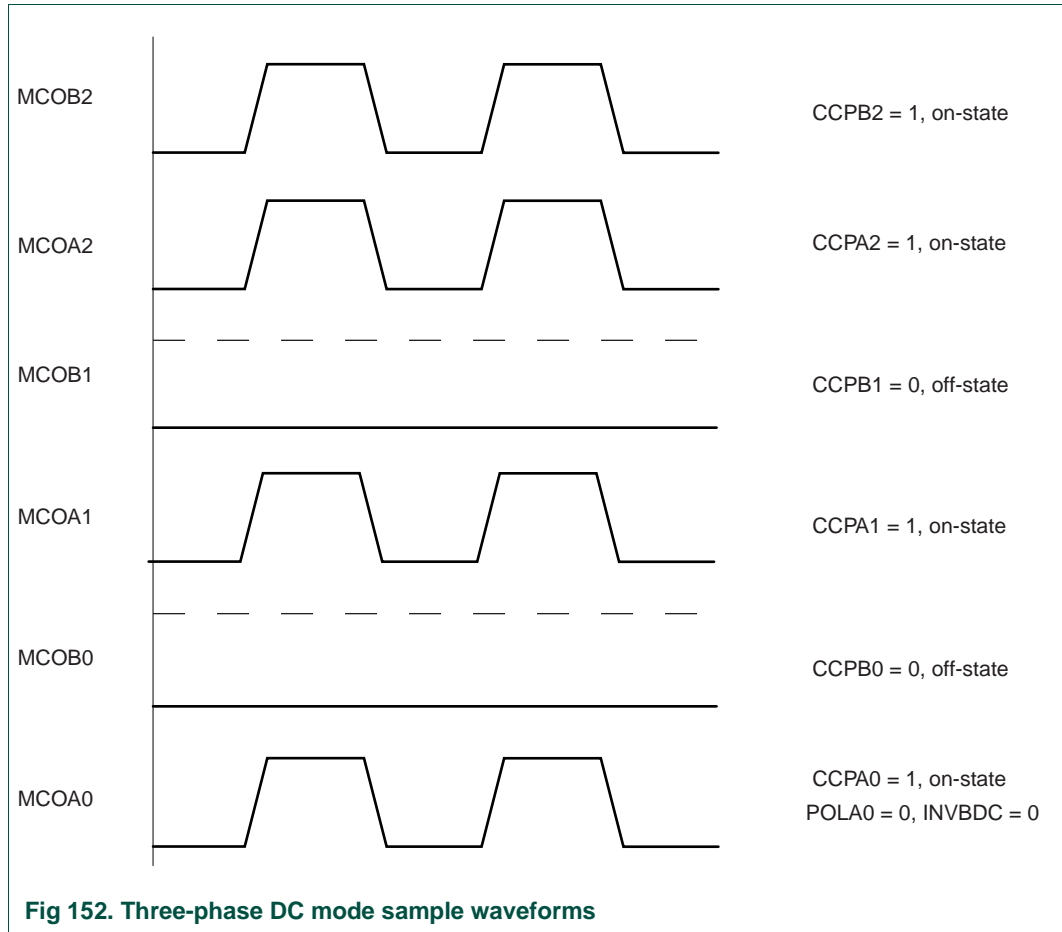 MCOB2
CCPB2 = 1, on-state
MCOA2
CCPA2 = 1, on-state
MCOB1
CCPB1 = 0, off-state
MCOA1
CCPA1 = 1, on-state
MCOB0
CCPB0 = 0, off-state
MCOA0
CCPA0 = 1, on-state
POLA0 = 0, INVBDC = 0
Fig 152. Three-phase DC mode sample waveforms